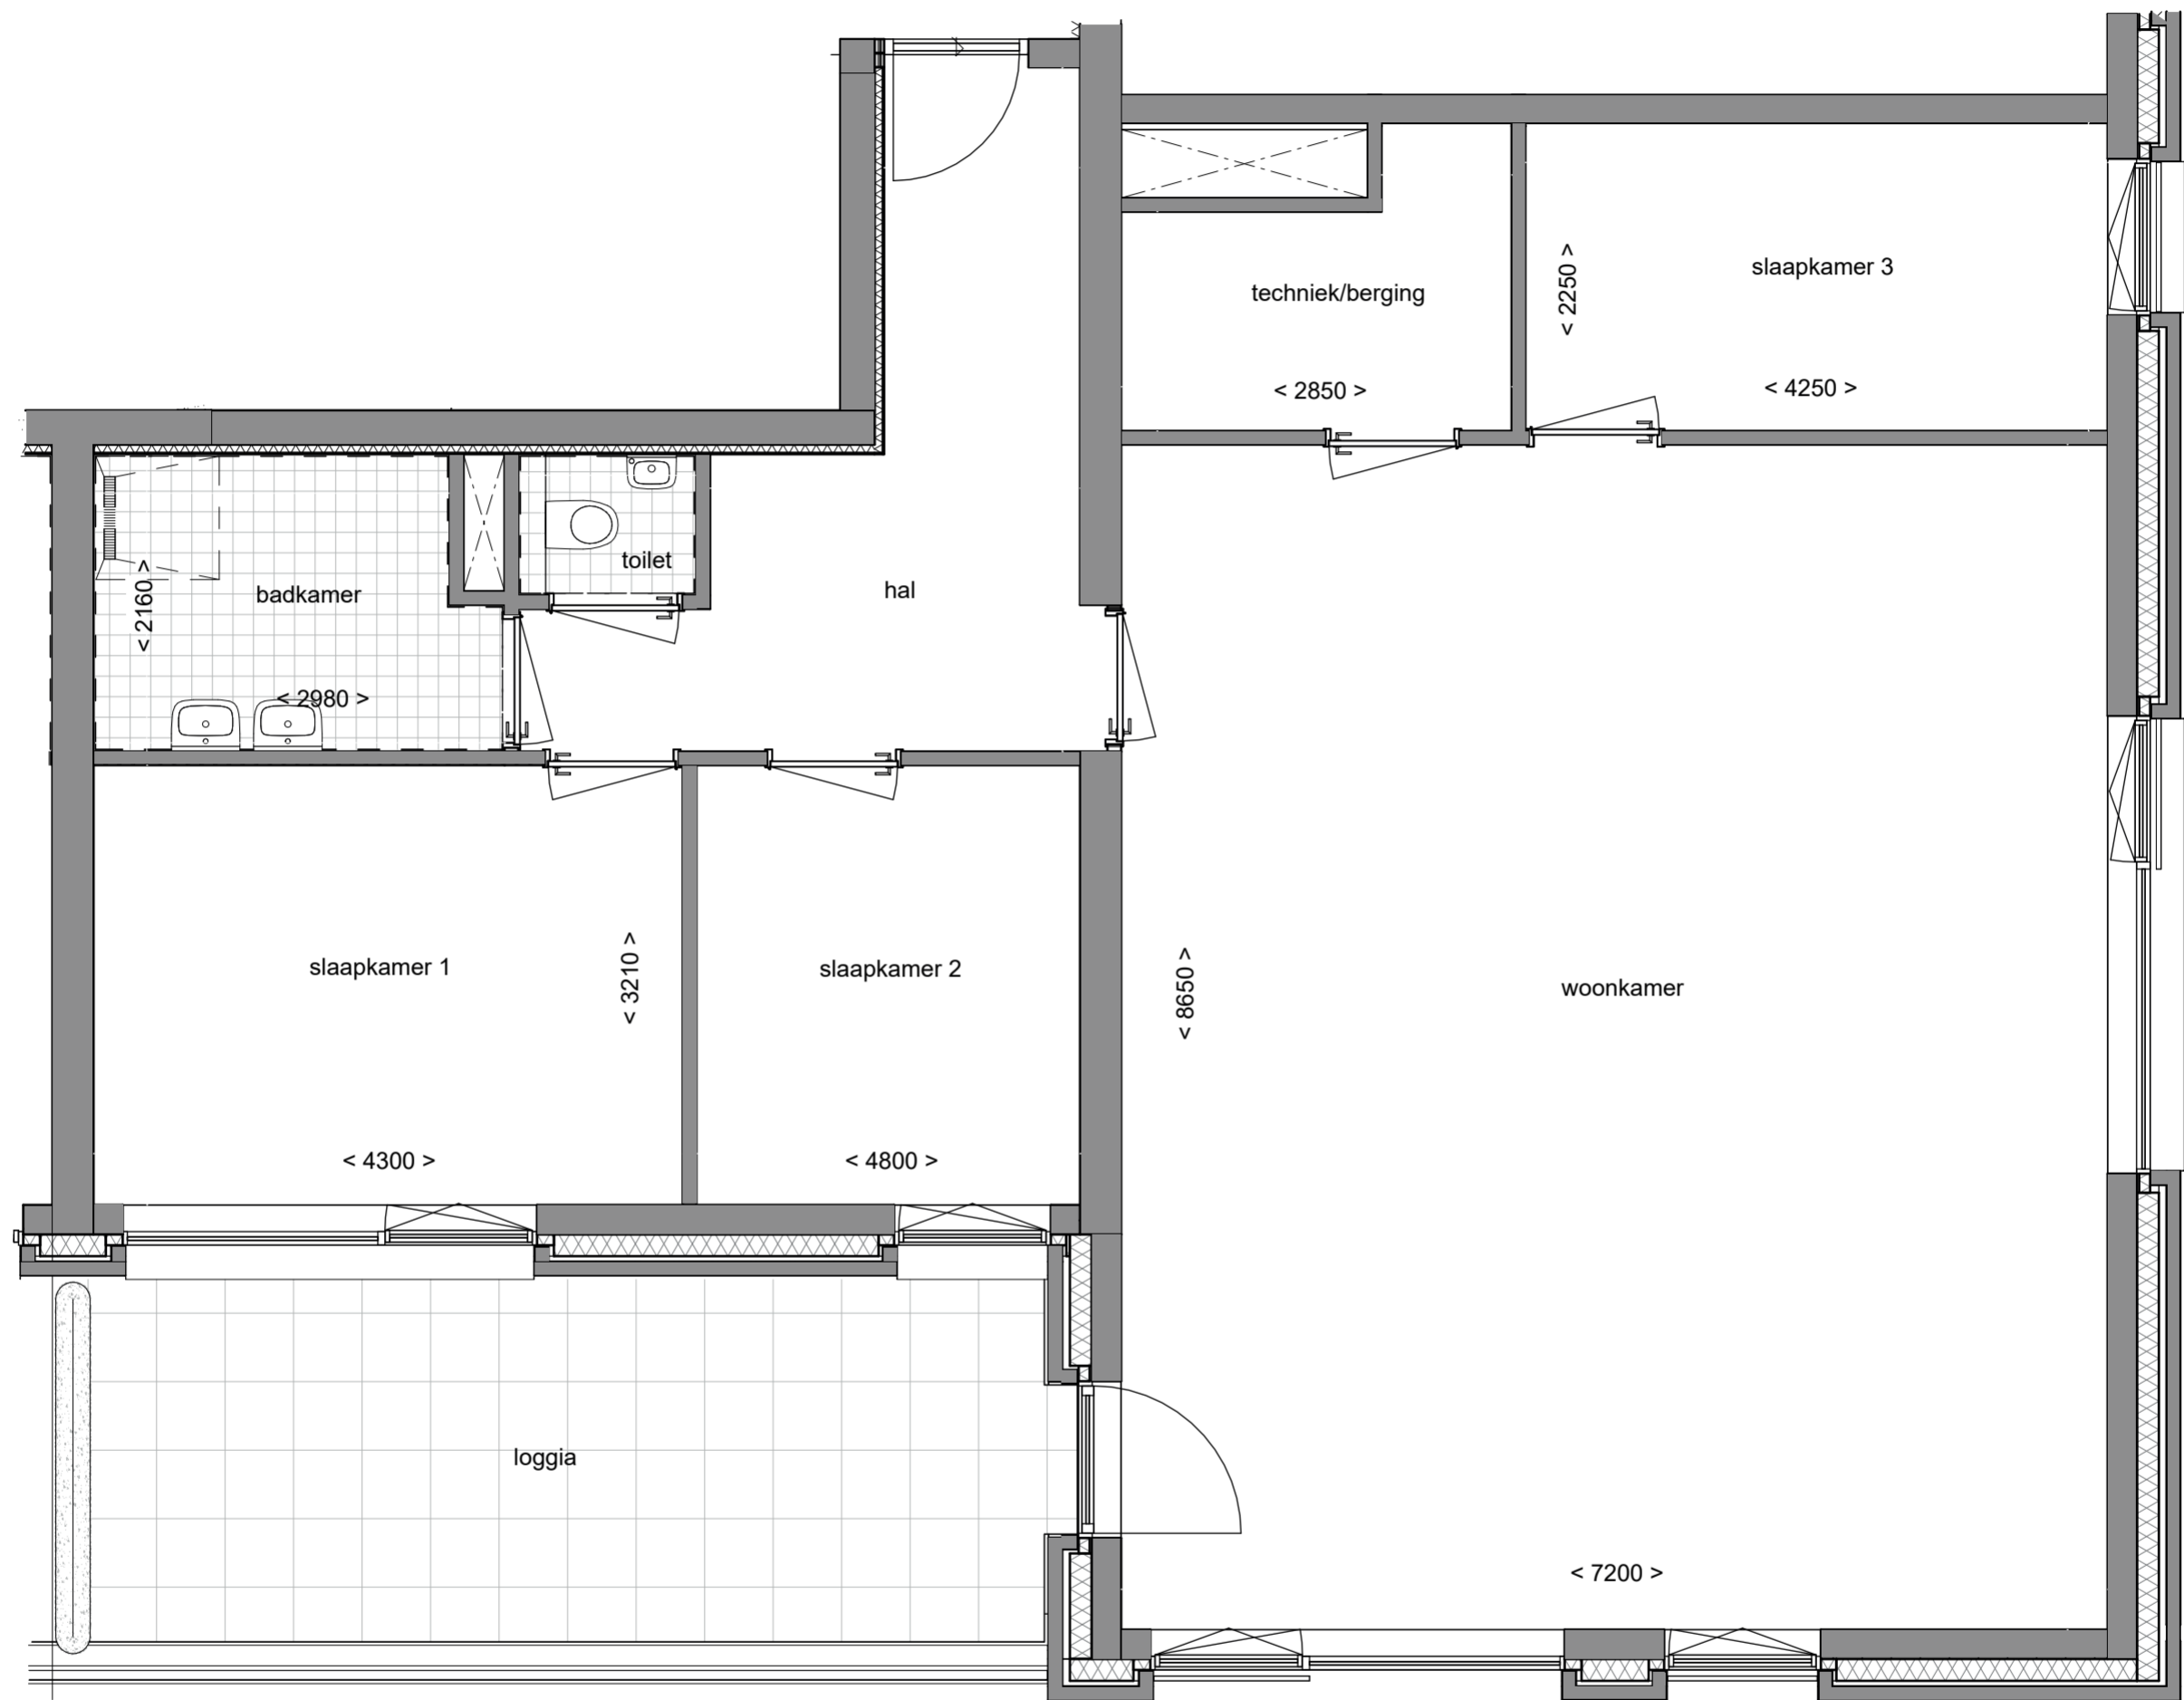 slaapkamer 3
techniek/berging
< 2250 >
< 2850 >
< 4250 >
toilet
badkamer
hal
< 2160 >
< 2980 >
slaapkamer 1
slaapkamer 2
< 3210 >
< 8650 >
woonkamer
< 4300 >
< 4800 >
loggia
< 7200 >